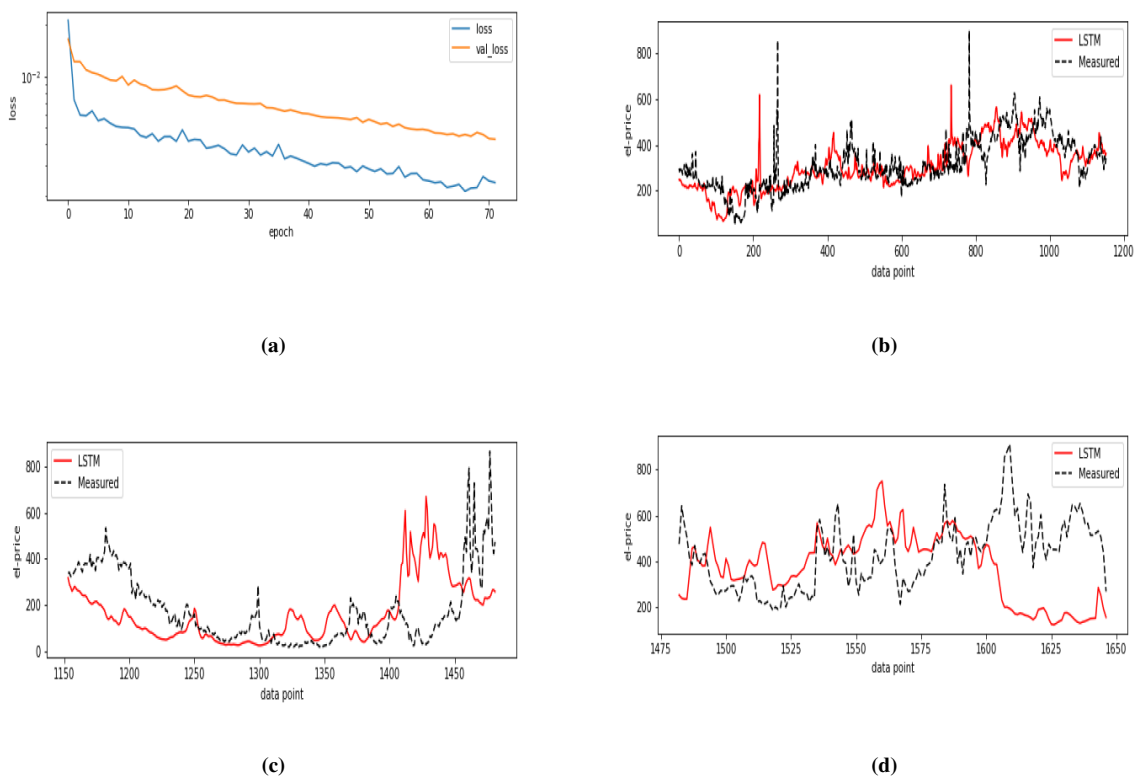 loss
val_loss
10⁻²
loss
0 10 20 30 40 50 60 70
epoch
(a)
LSTM
Measured
800
600
400
200
el-price
0 200 400 600 800 1000 1200
data point
(b)
LSTM
Measured
800
600
400
200
0
el-price
1150 1200 1250 1300 1350 1400 1450
data point
(c)
LSTM
Measured
800
600
400
200
el-price
1475 1500 1525 1550 1575 1600 1625 1650
data point
(d)